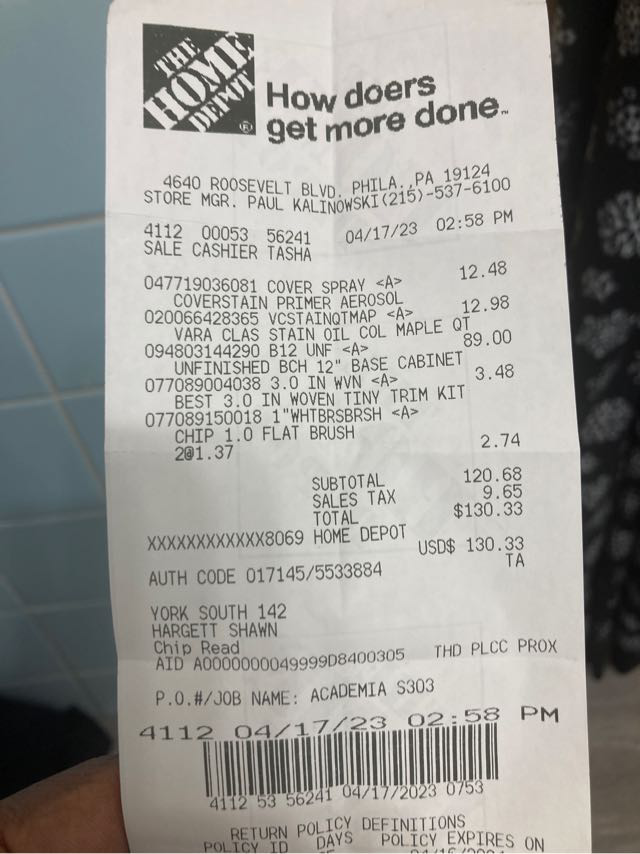 THE
HOME
DEPOT
®
How doers
get more done.™
4640 ROOSEVELT BLVD. PHILA., PA 19124
STORE MGR. PAUL KALINOWSKI(215)-537-6100
4112 00053 56241 04/17/23 02:58 PM
SALE CASHIER TASHA
047719036081 COVER SPRAY <A> 12.48
COVERSTAIN PRIMER AEROSOL
020066428365 VCSTAINQTMAP <A> 12.98
VARA CLAS STAIN OIL COL MAPLE QT
094803144290 B12 UNF <A> 89.00
UNFINISHED BCH 12" BASE CABINET
077089004038 3.0 IN WVN <A> 3.48
BEST 3.0 IN WOVEN TINY TRIM KIT
077089150018 1"WHTBRSBRSH <A>
CHIP 1.0 FLAT BRUSH
2@1.37 2.74
SUBTOTAL 120.68
SALES TAX 9.65
TOTAL $130.33
XXXXXXXXXXXX8069 HOME DEPOT
USD$ 130.33
AUTH CODE 017145/5533884 TA
YORK SOUTH 142
HARGETT SHAWN
Chip Read
AID A0000000049999D8400305 THD PLCC PROX
P.O.#/JOB NAME: ACADEMIA S303
4112 04/17/23 02:58 PM
4112 53 56241 04/17/2023 0753
RETURN POLICY DEFINITIONS
POLICY ID DAYS POLICY EXPIRES ON